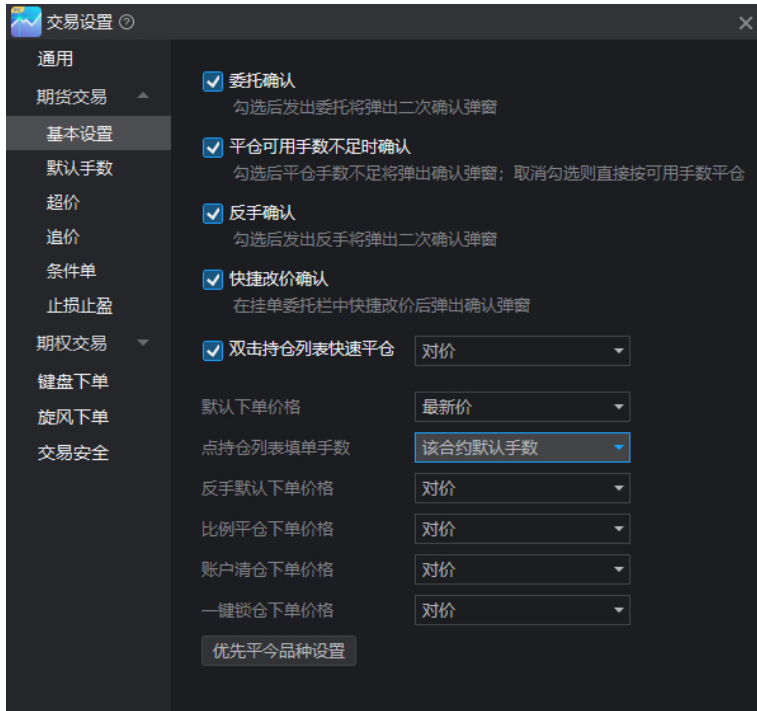 交易设置
通用
期货交易
基本设置
默认手数
超价
追价
条件单
止损止盈
期权交易
键盘下单
旋风下单
交易安全
委托确认
勾选后发出委托将弹出二次确认弹窗
平仓可用手数不足时确认
勾选后平仓手数不足将弹出确认弹窗；取消勾选则直接按可用手数平仓
反手确认
勾选后发出反手将弹出二次确认弹窗
快捷改价确认
在挂单委托栏中快捷改价后弹出确认弹窗
双击持仓列表快速平仓 对价
默认下单价格 最新价
点持仓列表填单手数 该合约默认手数
反手默认下单价格 对价
比例平仓下单价格 对价
账户清仓下单价格 对价
一键锁仓下单价格 对价
优先平今品种设置